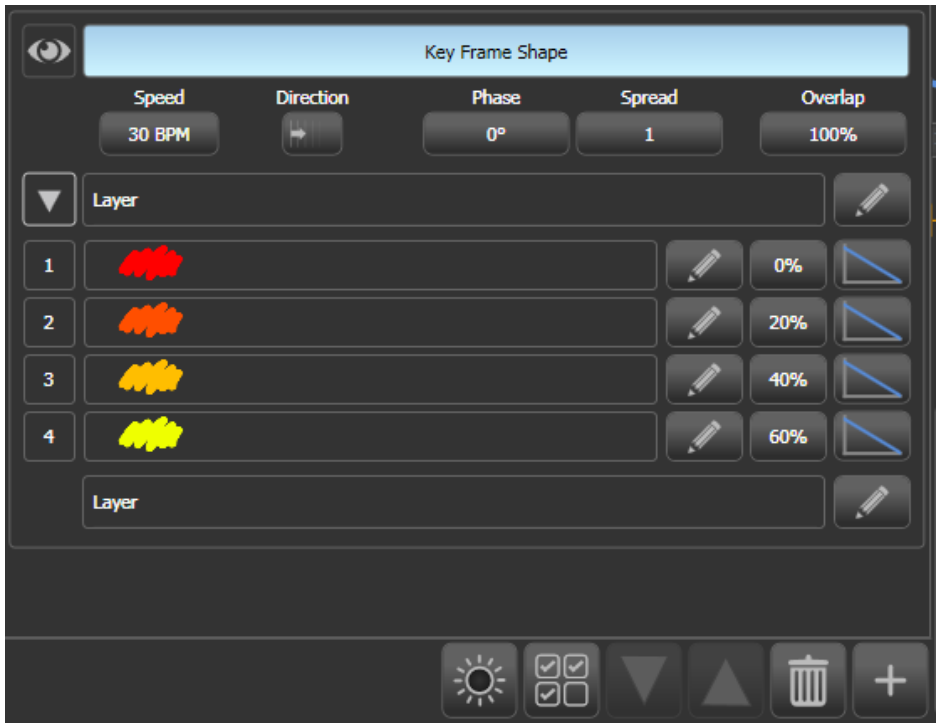 Key Frame Shape
Speed Direction Phase Spread Overlap
30 BPM 0° 1 100%
Layer
1 0%
2 20%
3 40%
4 60%
Layer